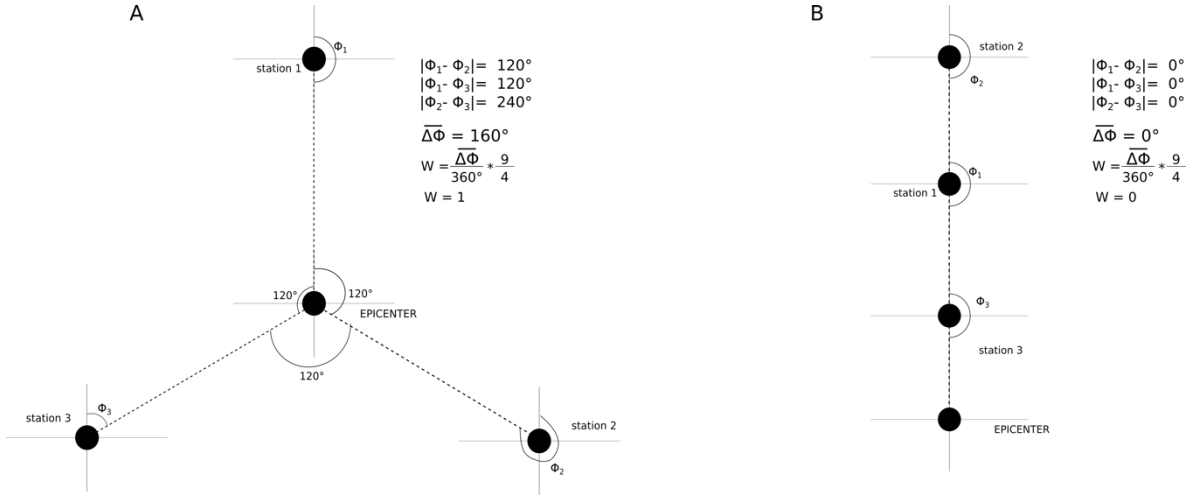 A
Φ1
station 1
|Φ1- Φ2|= 120°
|Φ1- Φ3|= 120°
|Φ2- Φ3|= 240°
ΔΦ = 160°
W = ΔΦ/360° * 9/4
W = 1
120°
120°
EPICENTER
120°
station 3
Φ3
station 2
Φ2
B
station 2
Φ2
|Φ1- Φ2|= 0°
|Φ1- Φ3|= 0°
|Φ2- Φ3|= 0°
ΔΦ = 0°
W = ΔΦ/360° * 9/4
W = 0
Φ1
station 1
Φ3
station 3
EPICENTER